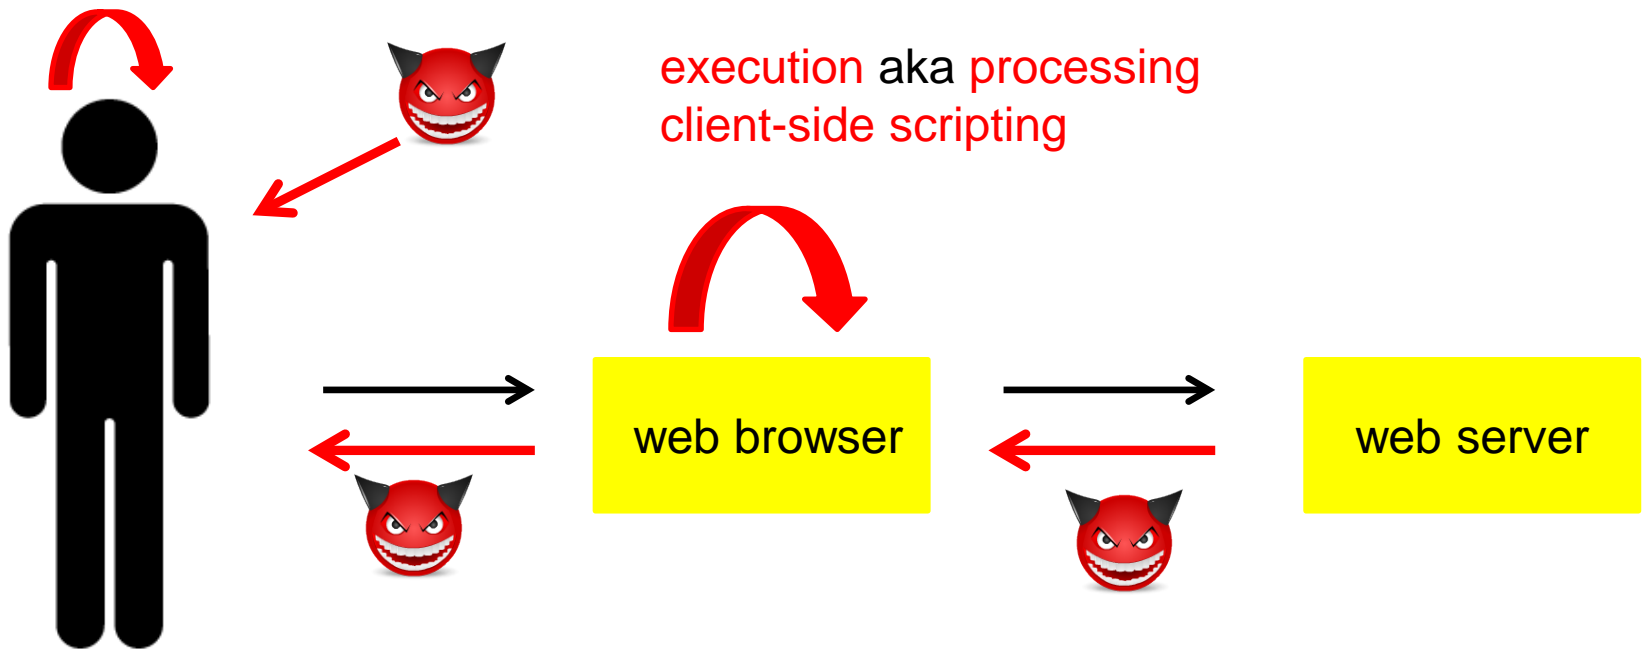 execution aka processing
client-side scripting
web browser
web server